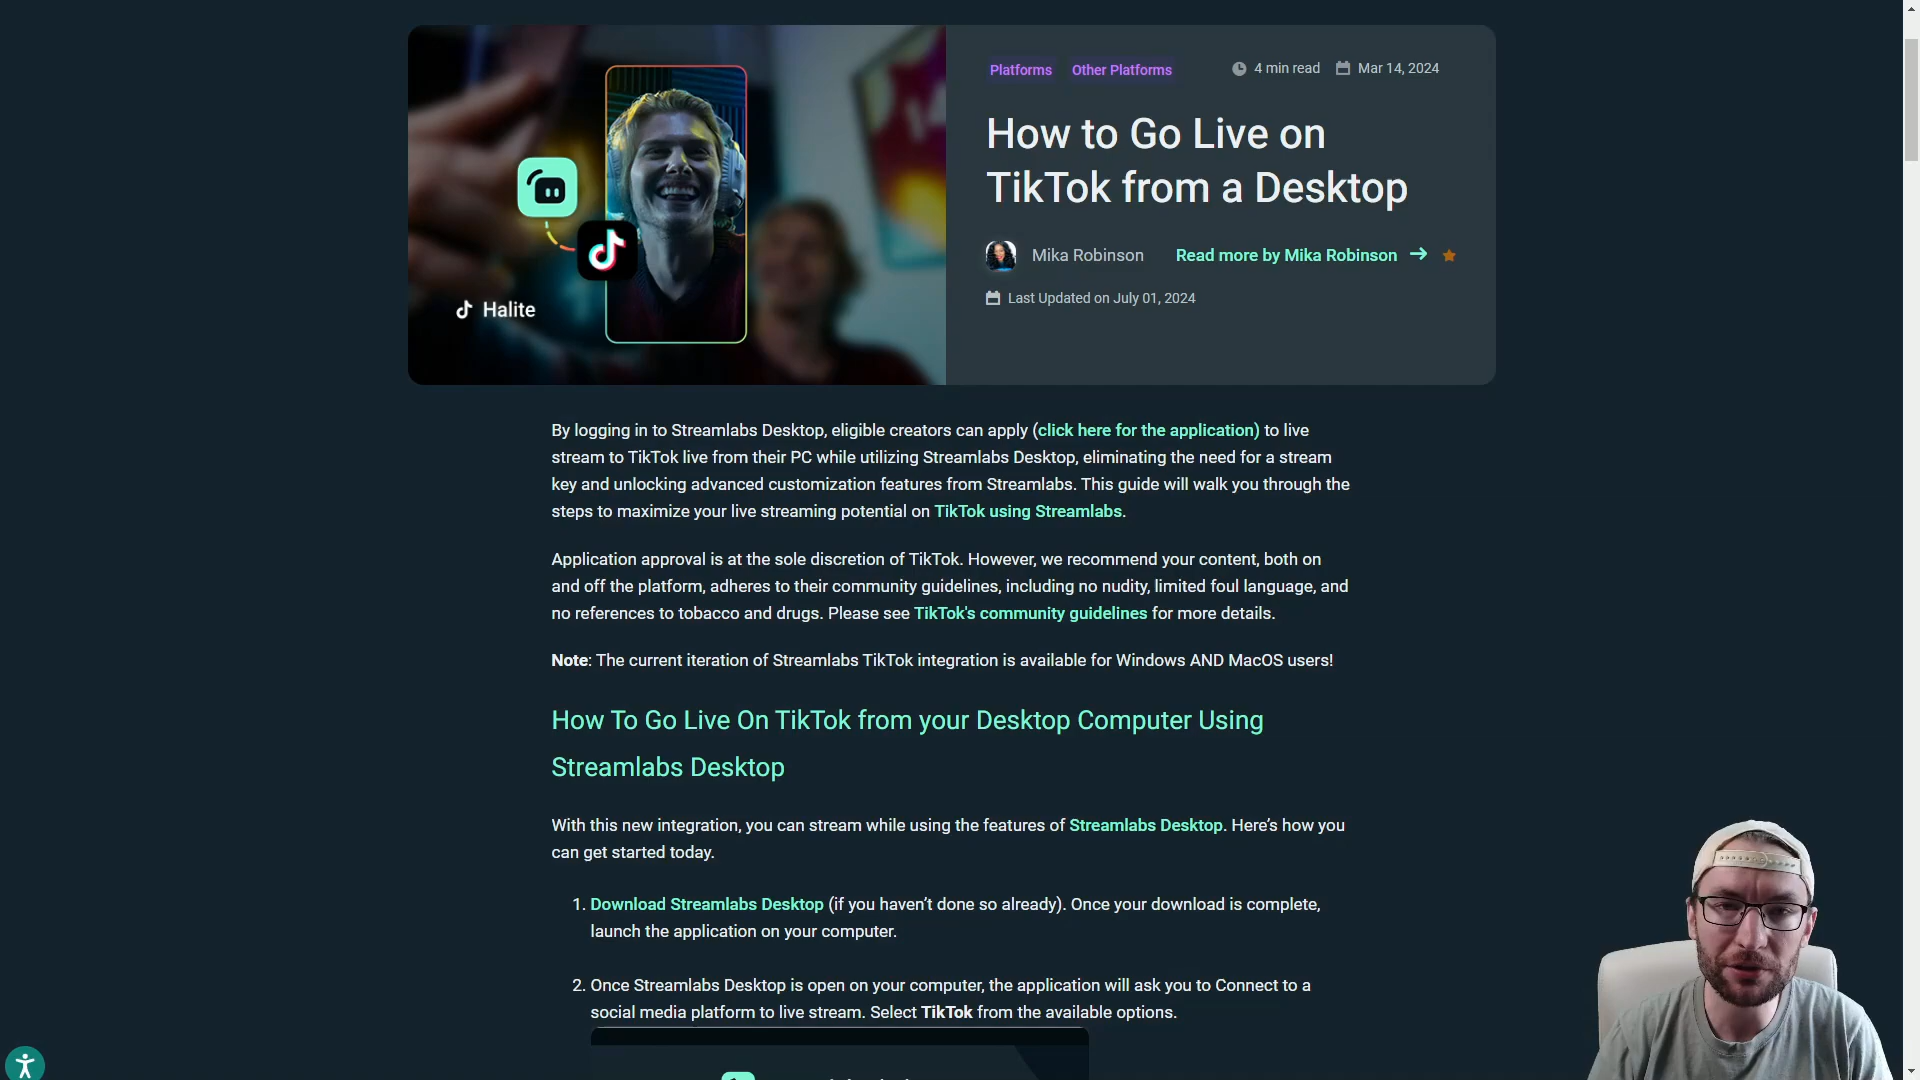 Platforms Other Platforms 4 min read Mar 14, 2024
How to Go Live on
TikTok from a Desktop
Mika Robinson Read more by Mika Robinson
Last Updated on July 01, 2024
Halite
By logging in to Streamlabs Desktop, eligible creators can apply (click here for the application) to live
stream to TikTok live from their PC while utilizing Streamlabs Desktop, eliminating the need for a stream
key and unlocking advanced customization features from Streamlabs. This guide will walk you through the
steps to maximize your live streaming potential on TikTok using Streamlabs.
Application approval is at the sole discretion of TikTok. However, we recommend your content, both on
and off the platform, adheres to their community guidelines, including no nudity, limited foul language, and
no references to tobacco and drugs. Please see TikTok's community guidelines for more details.
Note: The current iteration of Streamlabs TikTok integration is available for Windows AND MacOS users!
How To Go Live On TikTok from your Desktop Computer Using
Streamlabs Desktop
With this new integration, you can stream while using the features of Streamlabs Desktop. Here’s how you
can get started today.
1. Download Streamlabs Desktop (if you haven’t done so already). Once your download is complete,
launch the application on your computer.
2. Once Streamlabs Desktop is open on your computer, the application will ask you to Connect to a
social media platform to live stream. Select TikTok from the available options.